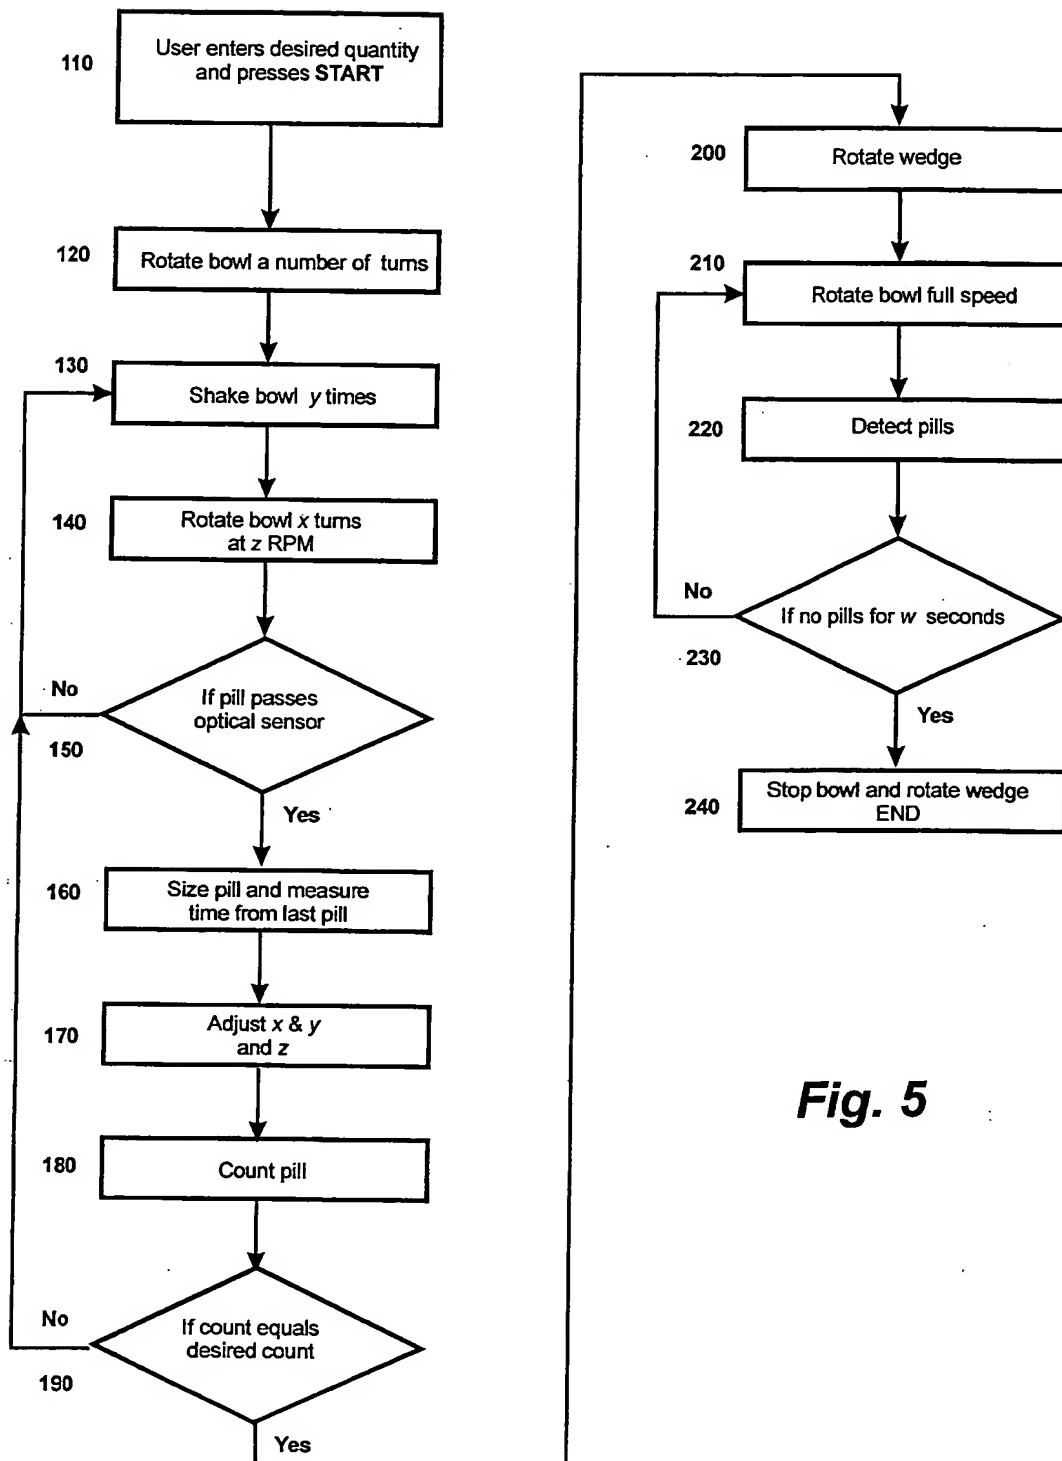 110
User enters desired quantity
and presses START
120
Rotate bowl a number of turns
130
Shake bowl y times
140
Rotate bowl x turns
at z RPM
No
If pill passes
optical sensor
150
Yes
160
Size pill and measure
time from last pill
170
Adjust x & y
and z
180
Count pill
No
If count equals
desired count
190
Yes
200
Rotate wedge
210
Rotate bowl full speed
220
Detect pills
No
If no pills for w seconds
230
Yes
240
Stop bowl and rotate wedge
END
Fig. 5